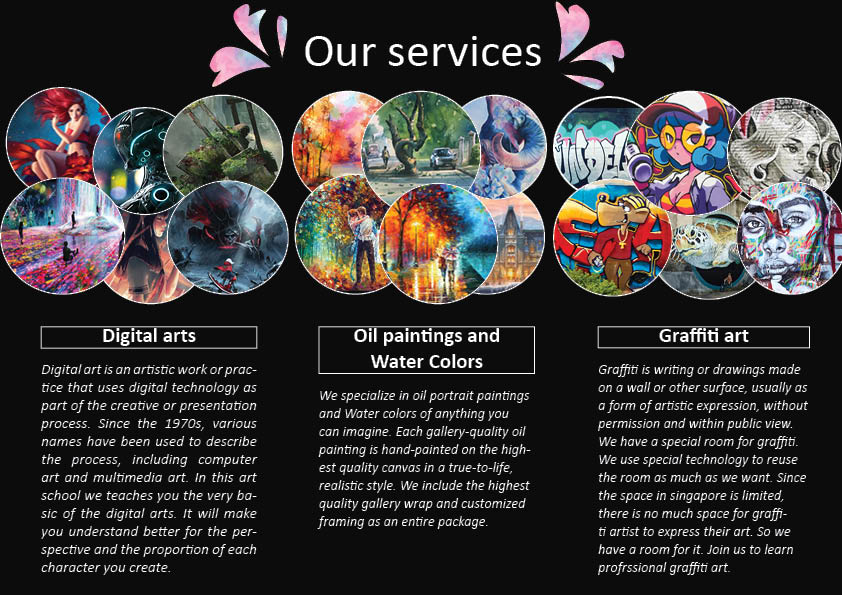 Our services
Digital arts
Digital art is an artistic work or prac-
tice that uses digital technology as
part of the creative or presentation
process. Since the 1970s, various
names have been used to describe
the process, including computer
art and multimedia art. In this art
school we teaches you the very ba-
sic of the digital arts. It will make
you understand better for the per-
spective and the proportion of each
character you create.
Oil paintings and
Water Colors
We specialize in oil portrait paintings
and Water colors of anything you
can imagine. Each gallery-quality oil
painting is hand-painted on the high-
est quality canvas in a true-to-life,
realistic style. We include the highest
quality gallery wrap and customized
framing as an entire package.
Graffiti art
Graffiti is writing or drawings made
on a wall or other surface, usually as
a form of artistic expression, without
permission and within public view.
We have a special room for graffiti.
We use special technology to reuse
the room as much as we want. Since
the space in singapore is limited,
there is no much space for graffi-
ti artist to express their art. So we
have a room for it. Join us to learn
profrssional graffiti art.